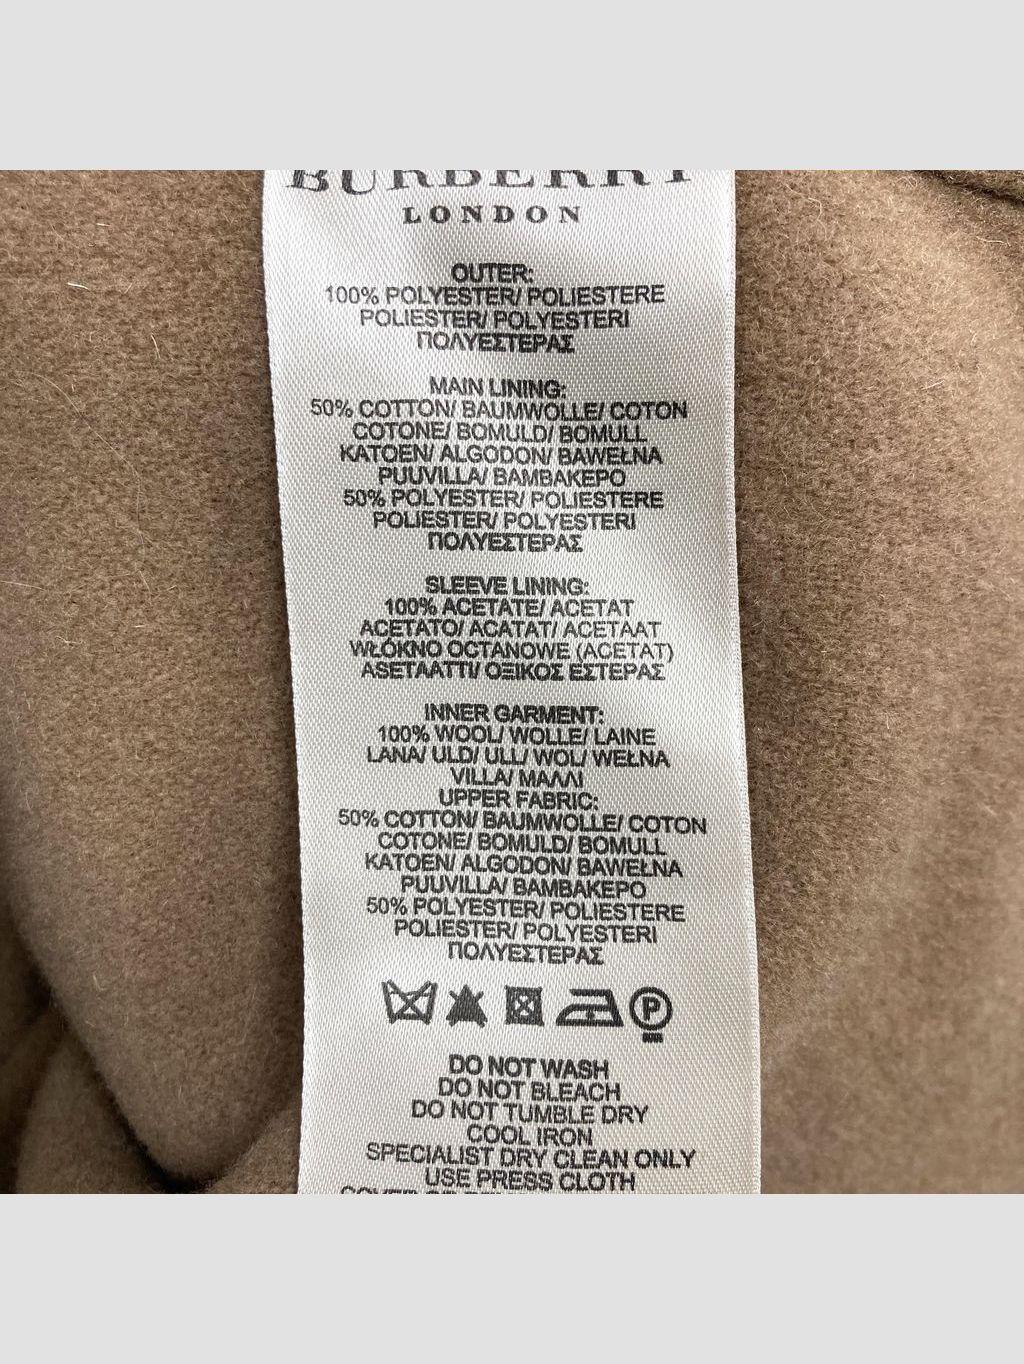 BURBERRY
LONDON
OUTER:
100% POLYESTER/ POLIESTERE
POLIESTER/ POLYESTERI
ΠΟΛΥΕΣΤΕΡΑΣ
MAIN LINING:
50% COTTON/ BAUMWOLLE/ COTON
COTONE/ BOMULD/ BOMULL
KATOEN/ ALGODON/ BAWEŁNA
PUUVILLA/ BAMBAKEPO
50% POLYESTER/ POLIESTERE
POLIESTER/ POLYESTERI
ΠΟΛΥΕΣΤΕΡΑΣ
SLEEVE LINING:
100% ACETATE/ ACETAT
ACETATO/ ACATAT/ ACETAAT
WŁÓKNO OCTANOWE (ACETAT)
ASETAATTI/ ΟΞΙΚΟΣ ΕΣΤΕΡΑΣ
INNER GARMENT:
100% WOOL/ WOLLE/ LAINE
LANA/ ULD/ ULL/ WOL/ WEŁNA
VILLA/ ΜΑΛΛΙ
UPPER FABRIC:
50% COTTON/ BAUMWOLLE/ COTON
COTONE/ BOMULD/ BOMULL
KATOEN/ ALGODON/ BAWEŁNA
PUUVILLA/ BAMBAKEPO
50% POLYESTER/ POLIESTERE
POLIESTER/ POLYESTERI
ΠΟΛΥΕΣΤΕΡΑΣ
P
DO NOT WASH
DO NOT BLEACH
DO NOT TUMBLE DRY
COOL IRON
SPECIALIST DRY CLEAN ONLY
USE PRESS CLOTH